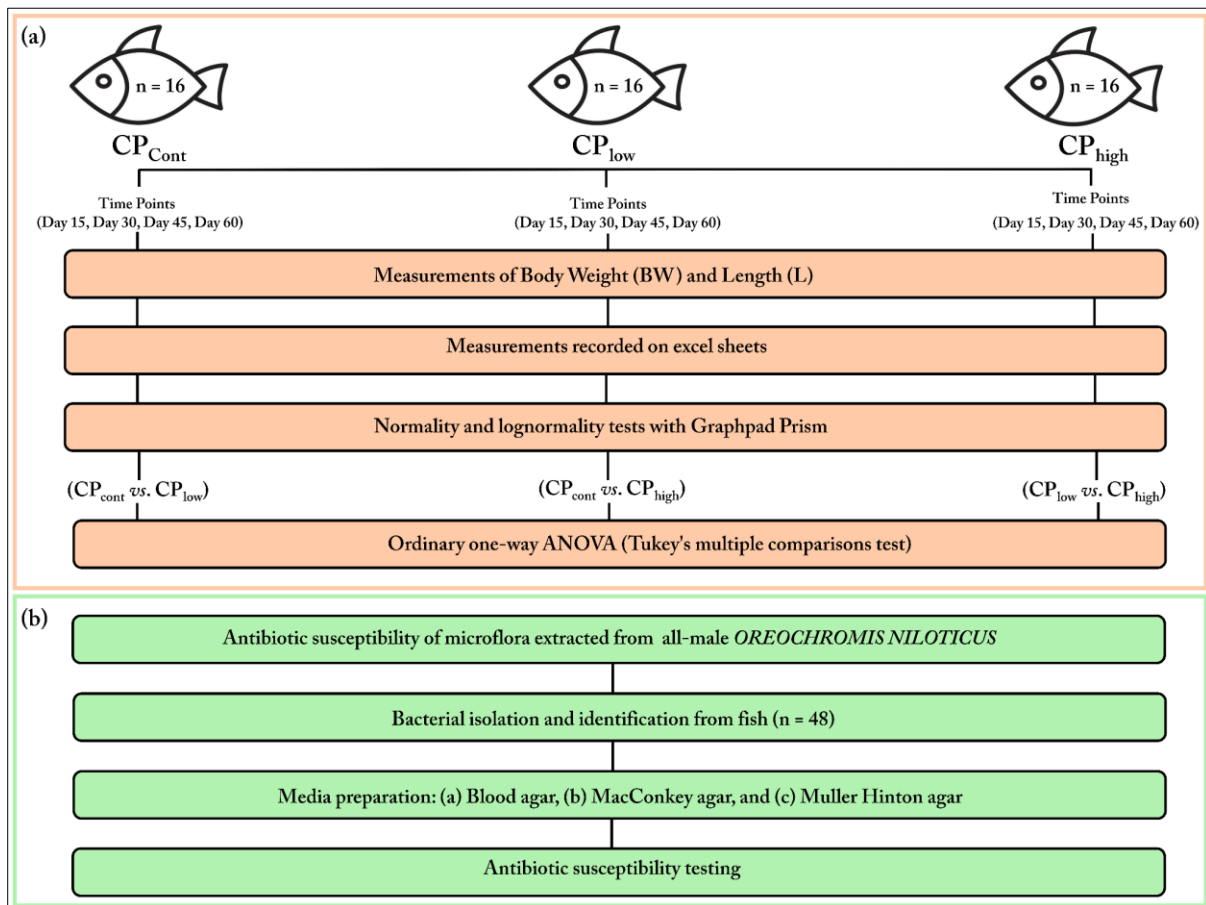 (a)
n = 16
n = 16
n = 16
CPCont
CPlow
CPhigh
Time Points
(Day 15, Day 30, Day 45, Day 60)
Time Points
(Day 15, Day 30, Day 45, Day 60)
Time Points
(Day 15, Day 30, Day 45, Day 60)
Measurements of Body Weight (BW) and Length (L)
Measurements recorded on excel sheets
Normality and lognormality tests with Graphpad Prism
(CPcont vs. CPlow)
(CPcont vs. CPhigh)
(CPlow vs. CPhigh)
Ordinary one-way ANOVA (Tukey's multiple comparisons test)
(b)
Antibiotic susceptibility of microflora extracted from all-male OREOCHROMIS NILOTICUS
Bacterial isolation and identification from fish (n = 48)
Media preparation: (a) Blood agar, (b) MacConkey agar, and (c) Muller Hinton agar
Antibiotic susceptibility testing